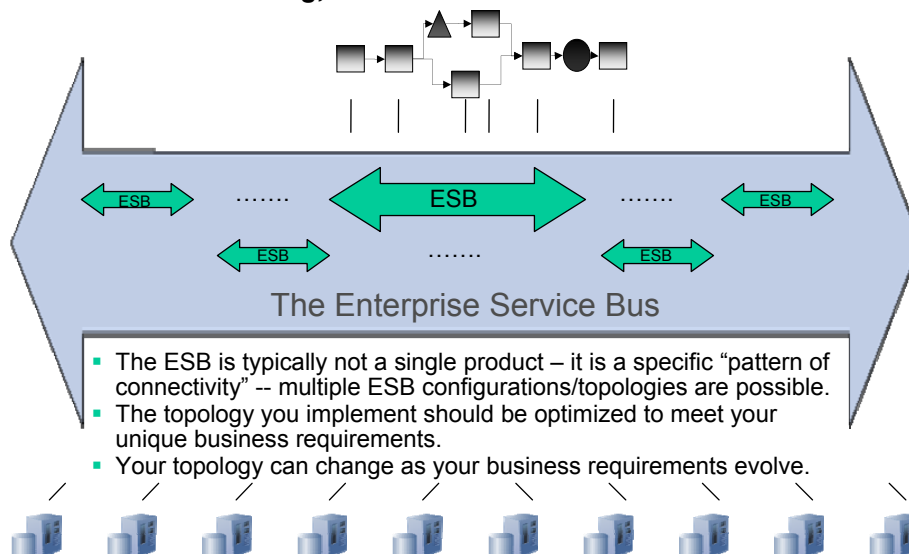 ESB ……. ESB ……. ESB
ESB ……. ESB
The Enterprise Service Bus
▪ The ESB is typically not a single product – it is a specific “pattern of
connectivity” -- multiple ESB configurations/topologies are possible.
▪ The topology you implement should be optimized to meet your
unique business requirements.
▪ Your topology can change as your business requirements evolve.